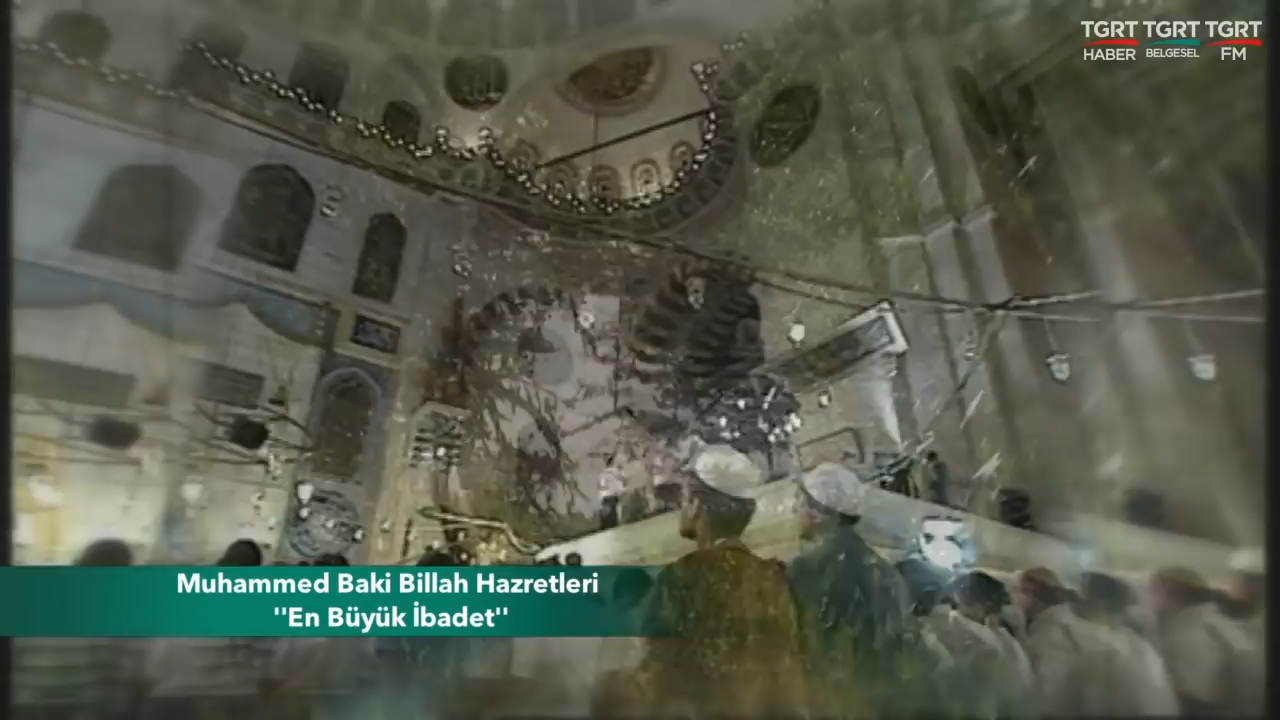 TGRT TGRT TGRT
HABER BELGESEL FM
Muhammed Baki Billah Hazretleri
''En Büyük İbadet''